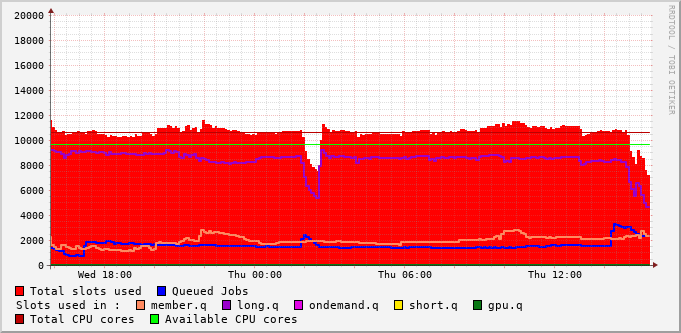 RRDTOOL / TOBI OETIKER
20000
18000
16000
14000
12000
10000
8000
6000
4000
2000
0
Wed 18:00 Thu 00:00 Thu 06:00 Thu 12:00
Total slots used Queued Jobs
Slots used in : member.q long.q ondemand.q short.q gpu.q
Total CPU cores Available CPU cores